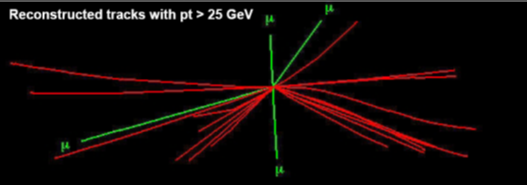 Reconstructed tracks with pt > 25 GeV
μ
μ
μ
μ